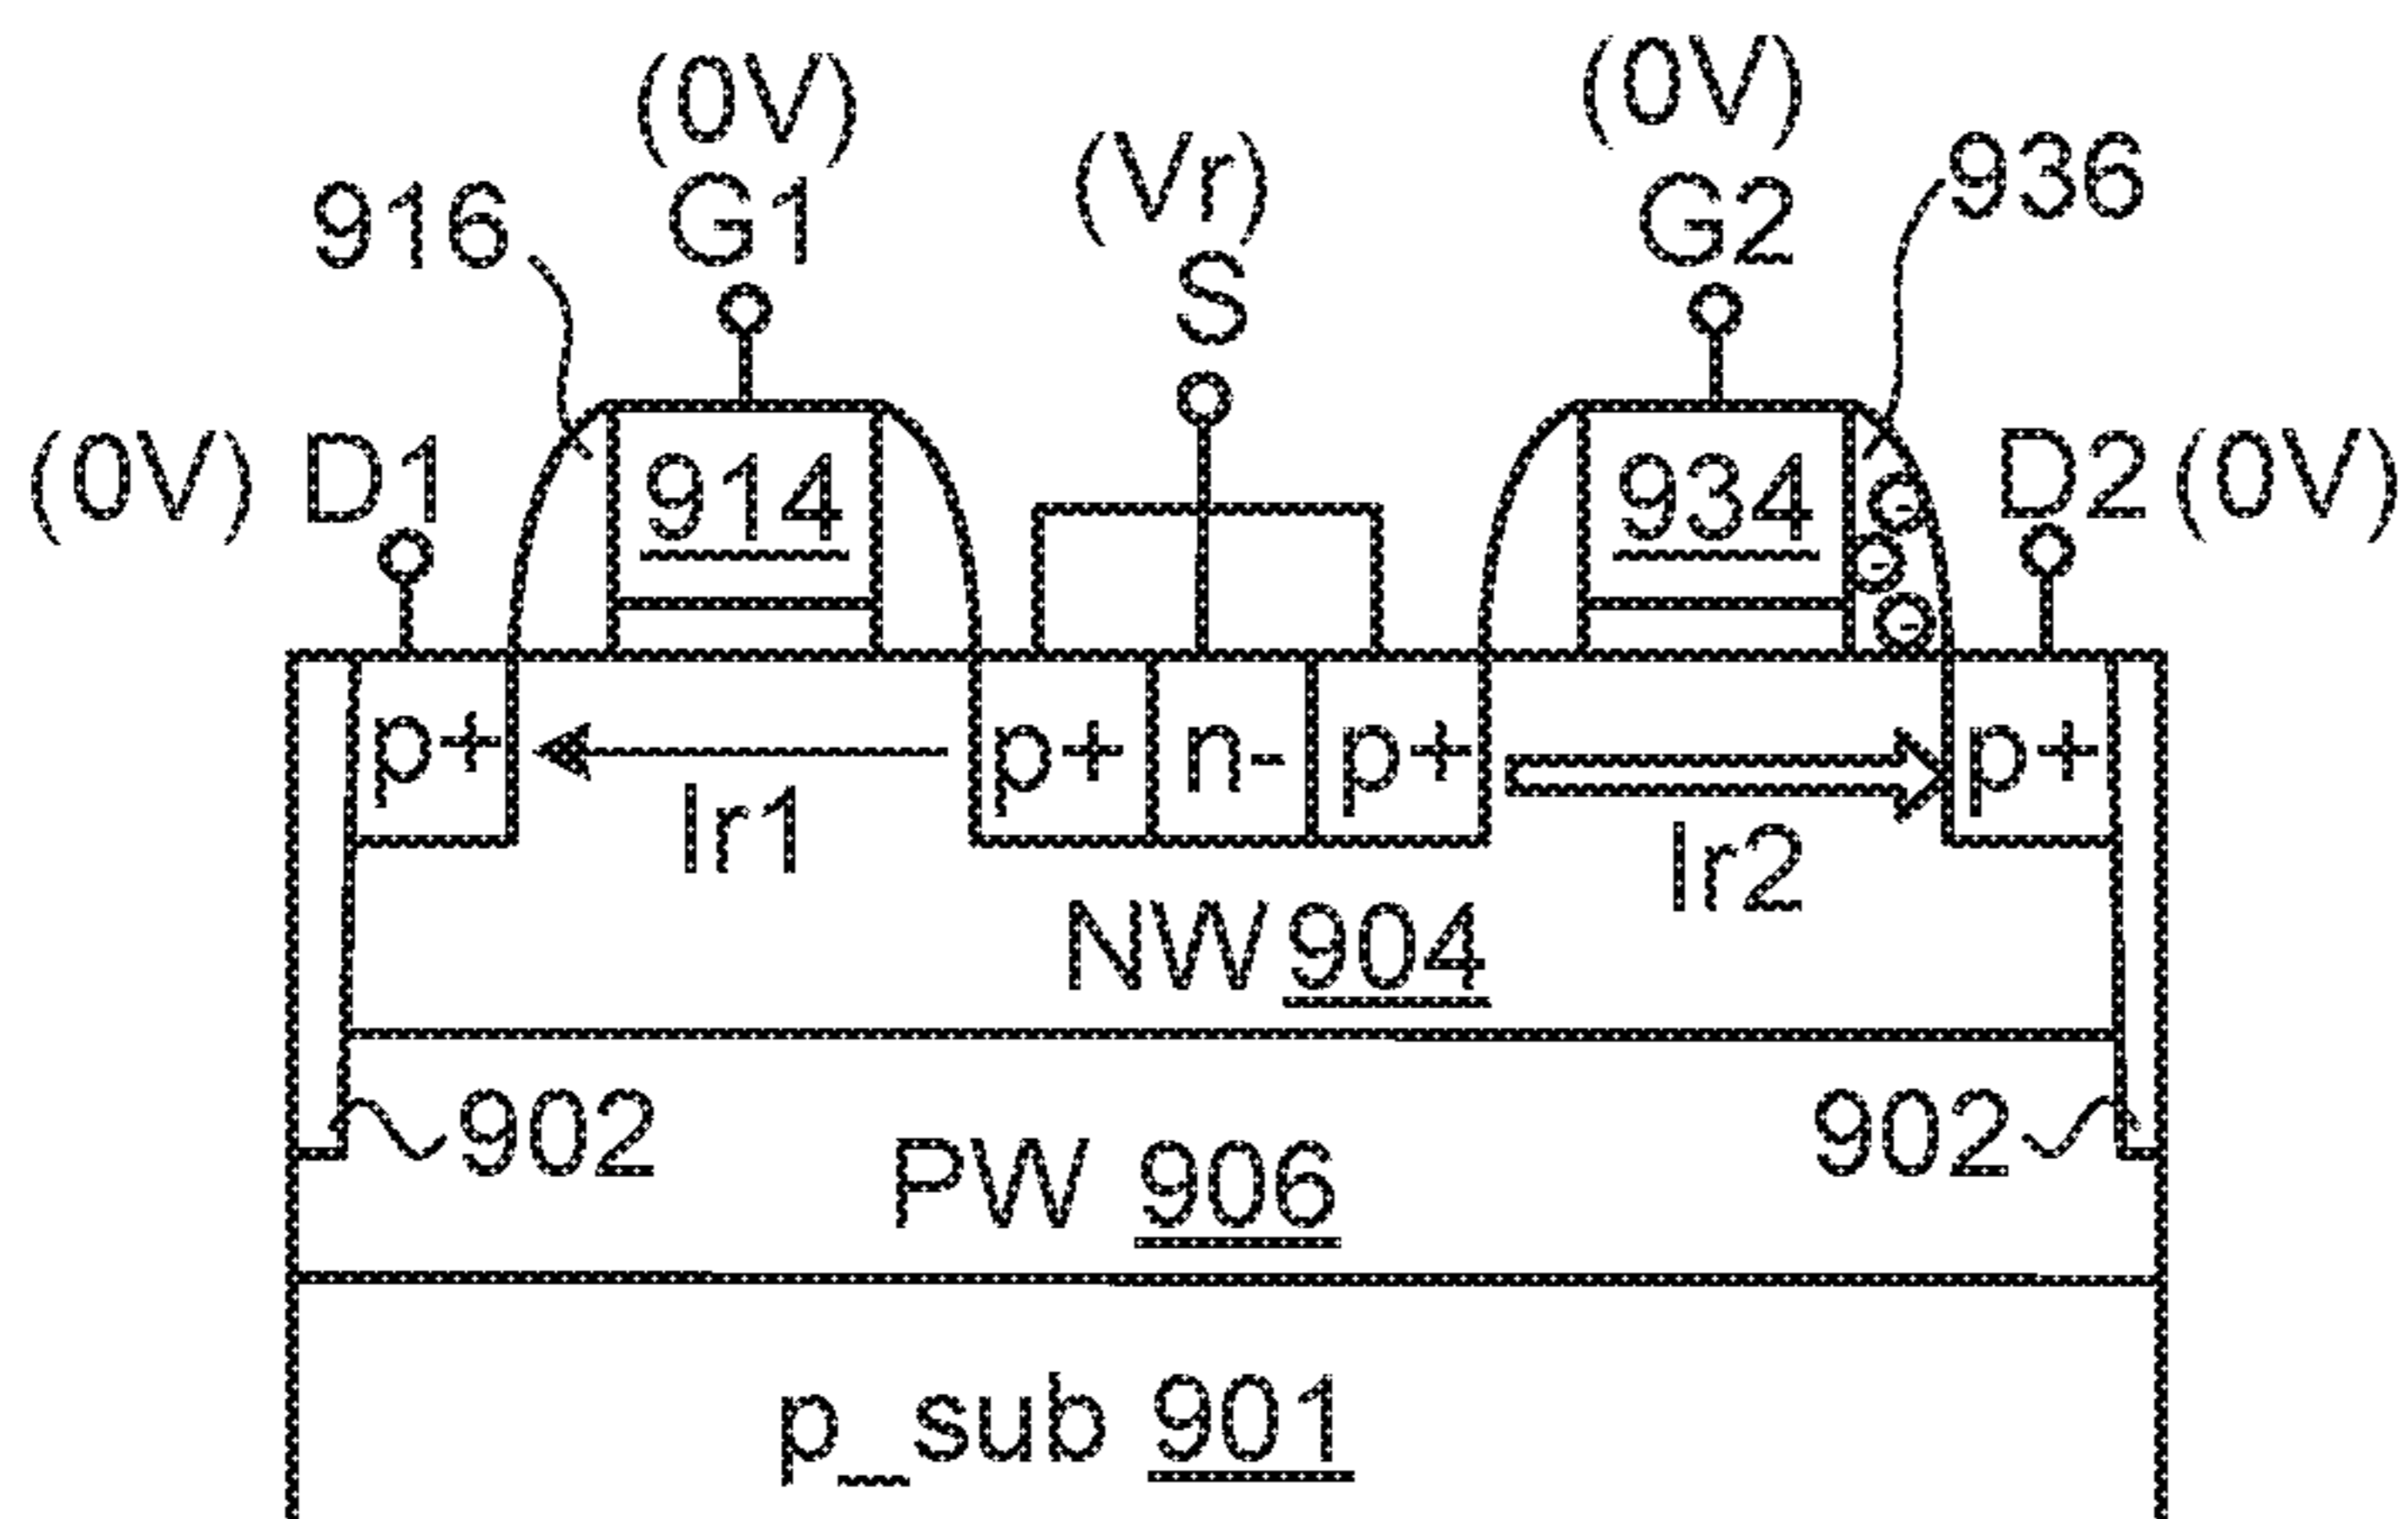 (0V) (0V)
916 G1 (Vr) G2 936
S
(0V) D1 914 934 D2 (0V)
- - -
p+ p+ n- p+ p+
Ir1 Ir2
NW 904
902 902
PW 906
p_sub 901